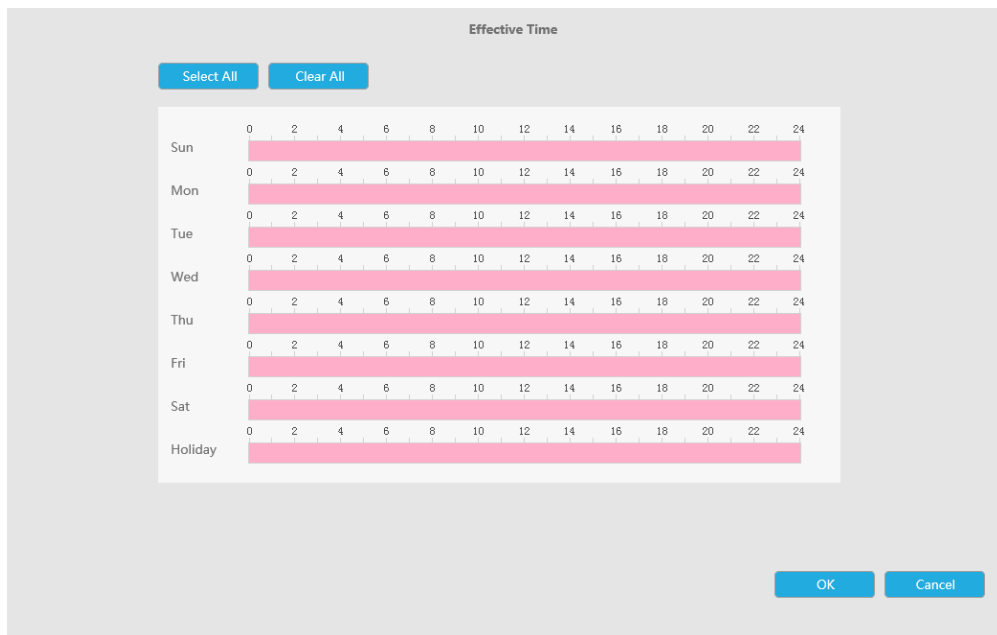 Effective Time
Select All Clear All
0 2 4 6 8 10 12 14 16 18 20 22 24
Sun
0 2 4 6 8 10 12 14 16 18 20 22 24
Mon
0 2 4 6 8 10 12 14 16 18 20 22 24
Tue
0 2 4 6 8 10 12 14 16 18 20 22 24
Wed
0 2 4 6 8 10 12 14 16 18 20 22 24
Thu
0 2 4 6 8 10 12 14 16 18 20 22 24
Fri
0 2 4 6 8 10 12 14 16 18 20 22 24
Sat
0 2 4 6 8 10 12 14 16 18 20 22 24
Holiday
OK Cancel